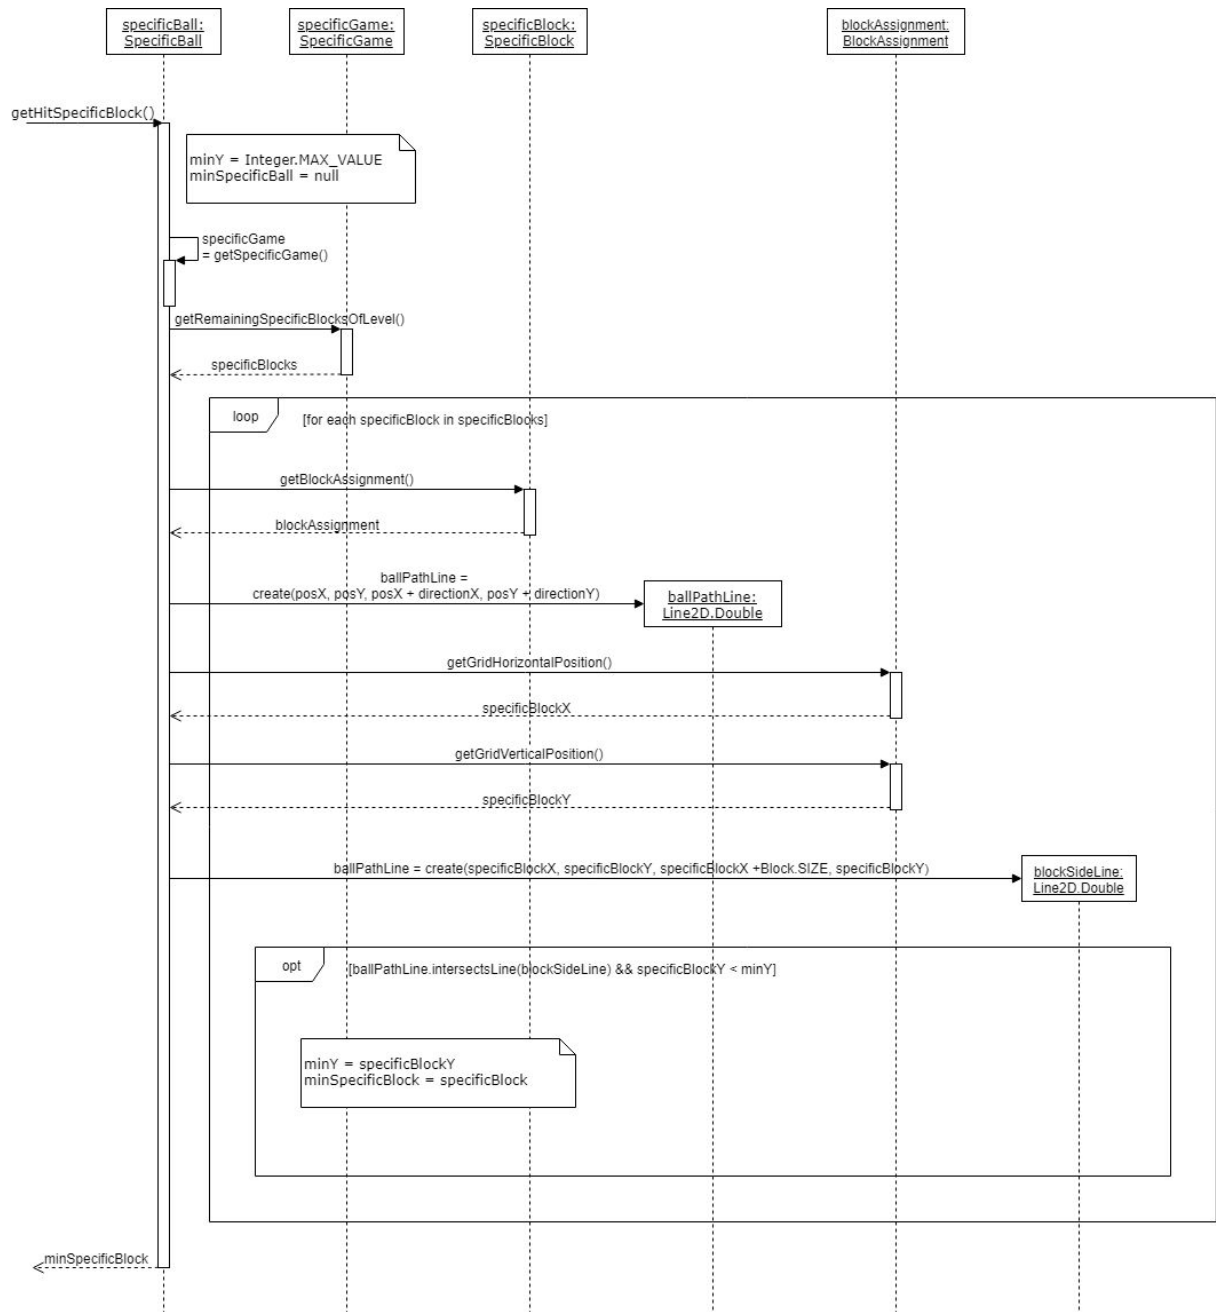 specificBall:
SpecificBall
specificGame:
SpecificGame
specificBlock:
SpecificBlock
blockAssignment:
BlockAssignment
getHitSpecificBlock()
minY = Integer.MAX_VALUE
minSpecificBall = null
specificGame
= getSpecificGame()
getRemainingSpecificBlocksOfLevel()
specificBlocks
loop
[for each specificBlock in specificBlocks]
getBlockAssignment()
blockAssignment
ballPathLine =
create(posX, posY, posX + directionX, posY + directionY)
ballPathLine:
Line2D.Double
getGridHorizontalPosition()
specificBlockX
getGridVerticalPosition()
specificBlockY
ballPathLine = create(specificBlockX, specificBlockY, specificBlockX +Block.SIZE, specificBlockY)
blockSideLine:
Line2D.Double
opt
[ballPathLine.intersectsLine(blockSideLine) && specificBlockY < minY]
minY = specificBlockY
minSpecificBlock = specificBlock
minSpecificBlock